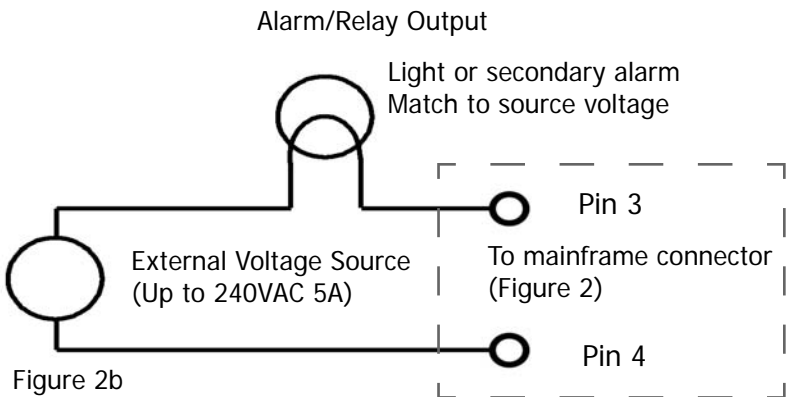 Alarm/Relay Output
Light or secondary alarm
Match to source voltage
Pin 3
External Voltage Source
(Up to 240VAC 5A)
To mainframe connector
(Figure 2)
Pin 4
Figure 2b